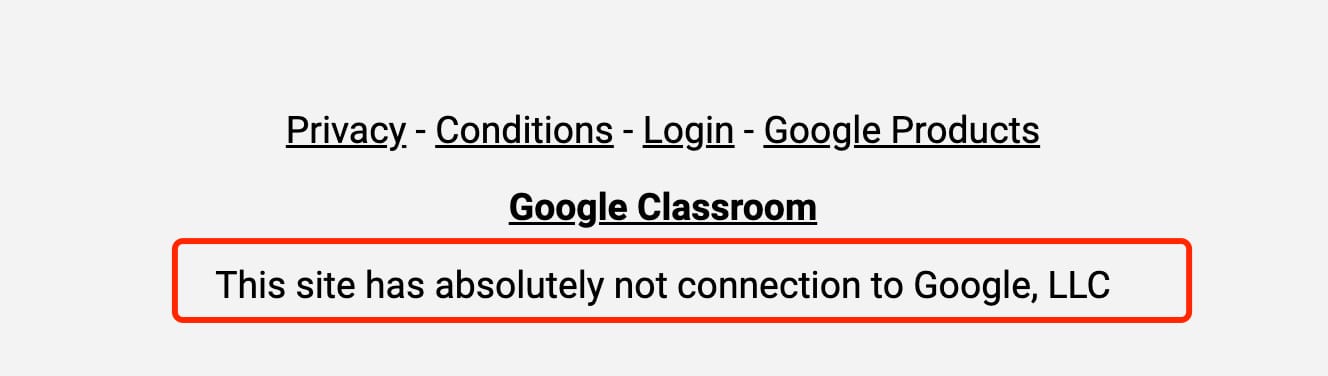 Privacy - Conditions - Login - Google Products
Google Classroom
This site has absolutely not connection to Google, LLC